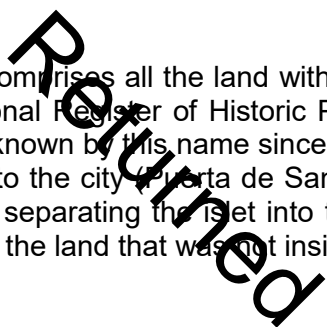 omprises all the land with
onal Register of Historic P
known by this name since
to the city (Puerta de Sar
separating the islet into t
the land that was not insi
Returned